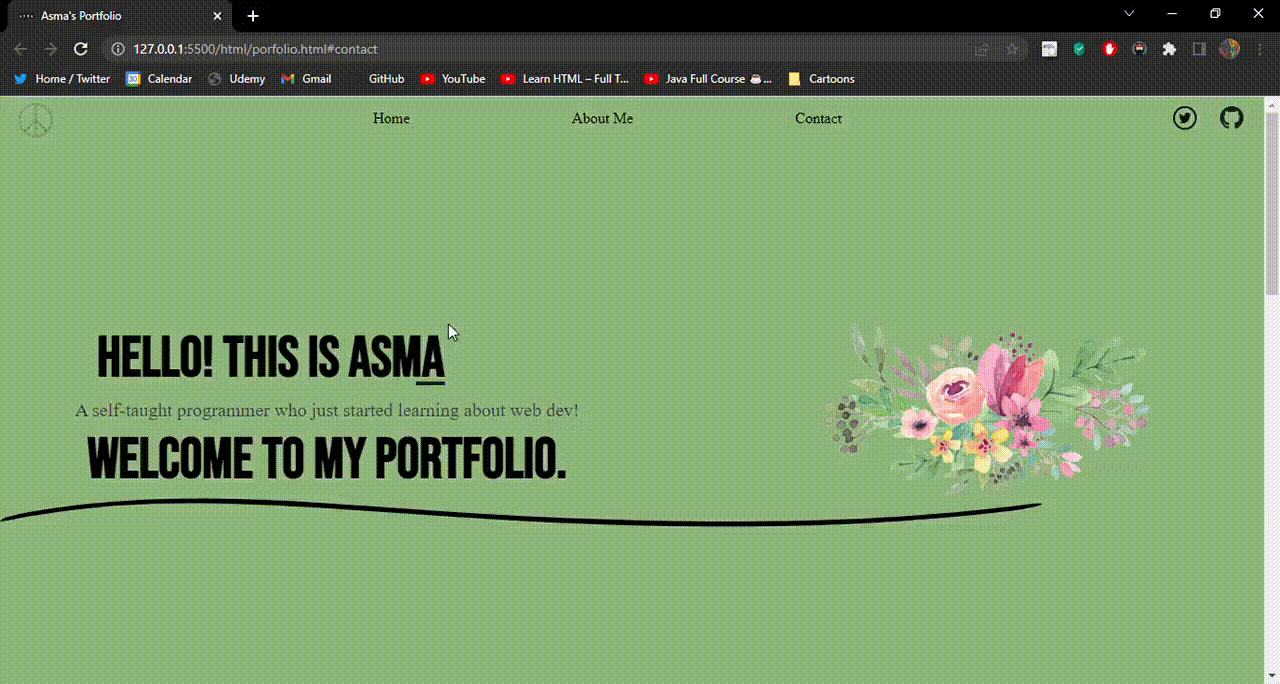 Asma's Portfolio
127.0.0.1:5500/html/porfolio.html#contact
Home / Twitter Calendar Udemy Gmail GitHub YouTube Learn HTML – Full T... Java Full Course ☕... Cartoons
Home About Me Contact
HELLO! THIS IS ASMA
A self-taught programmer who just started learning about web dev!
WELCOME TO MY PORTFOLIO.